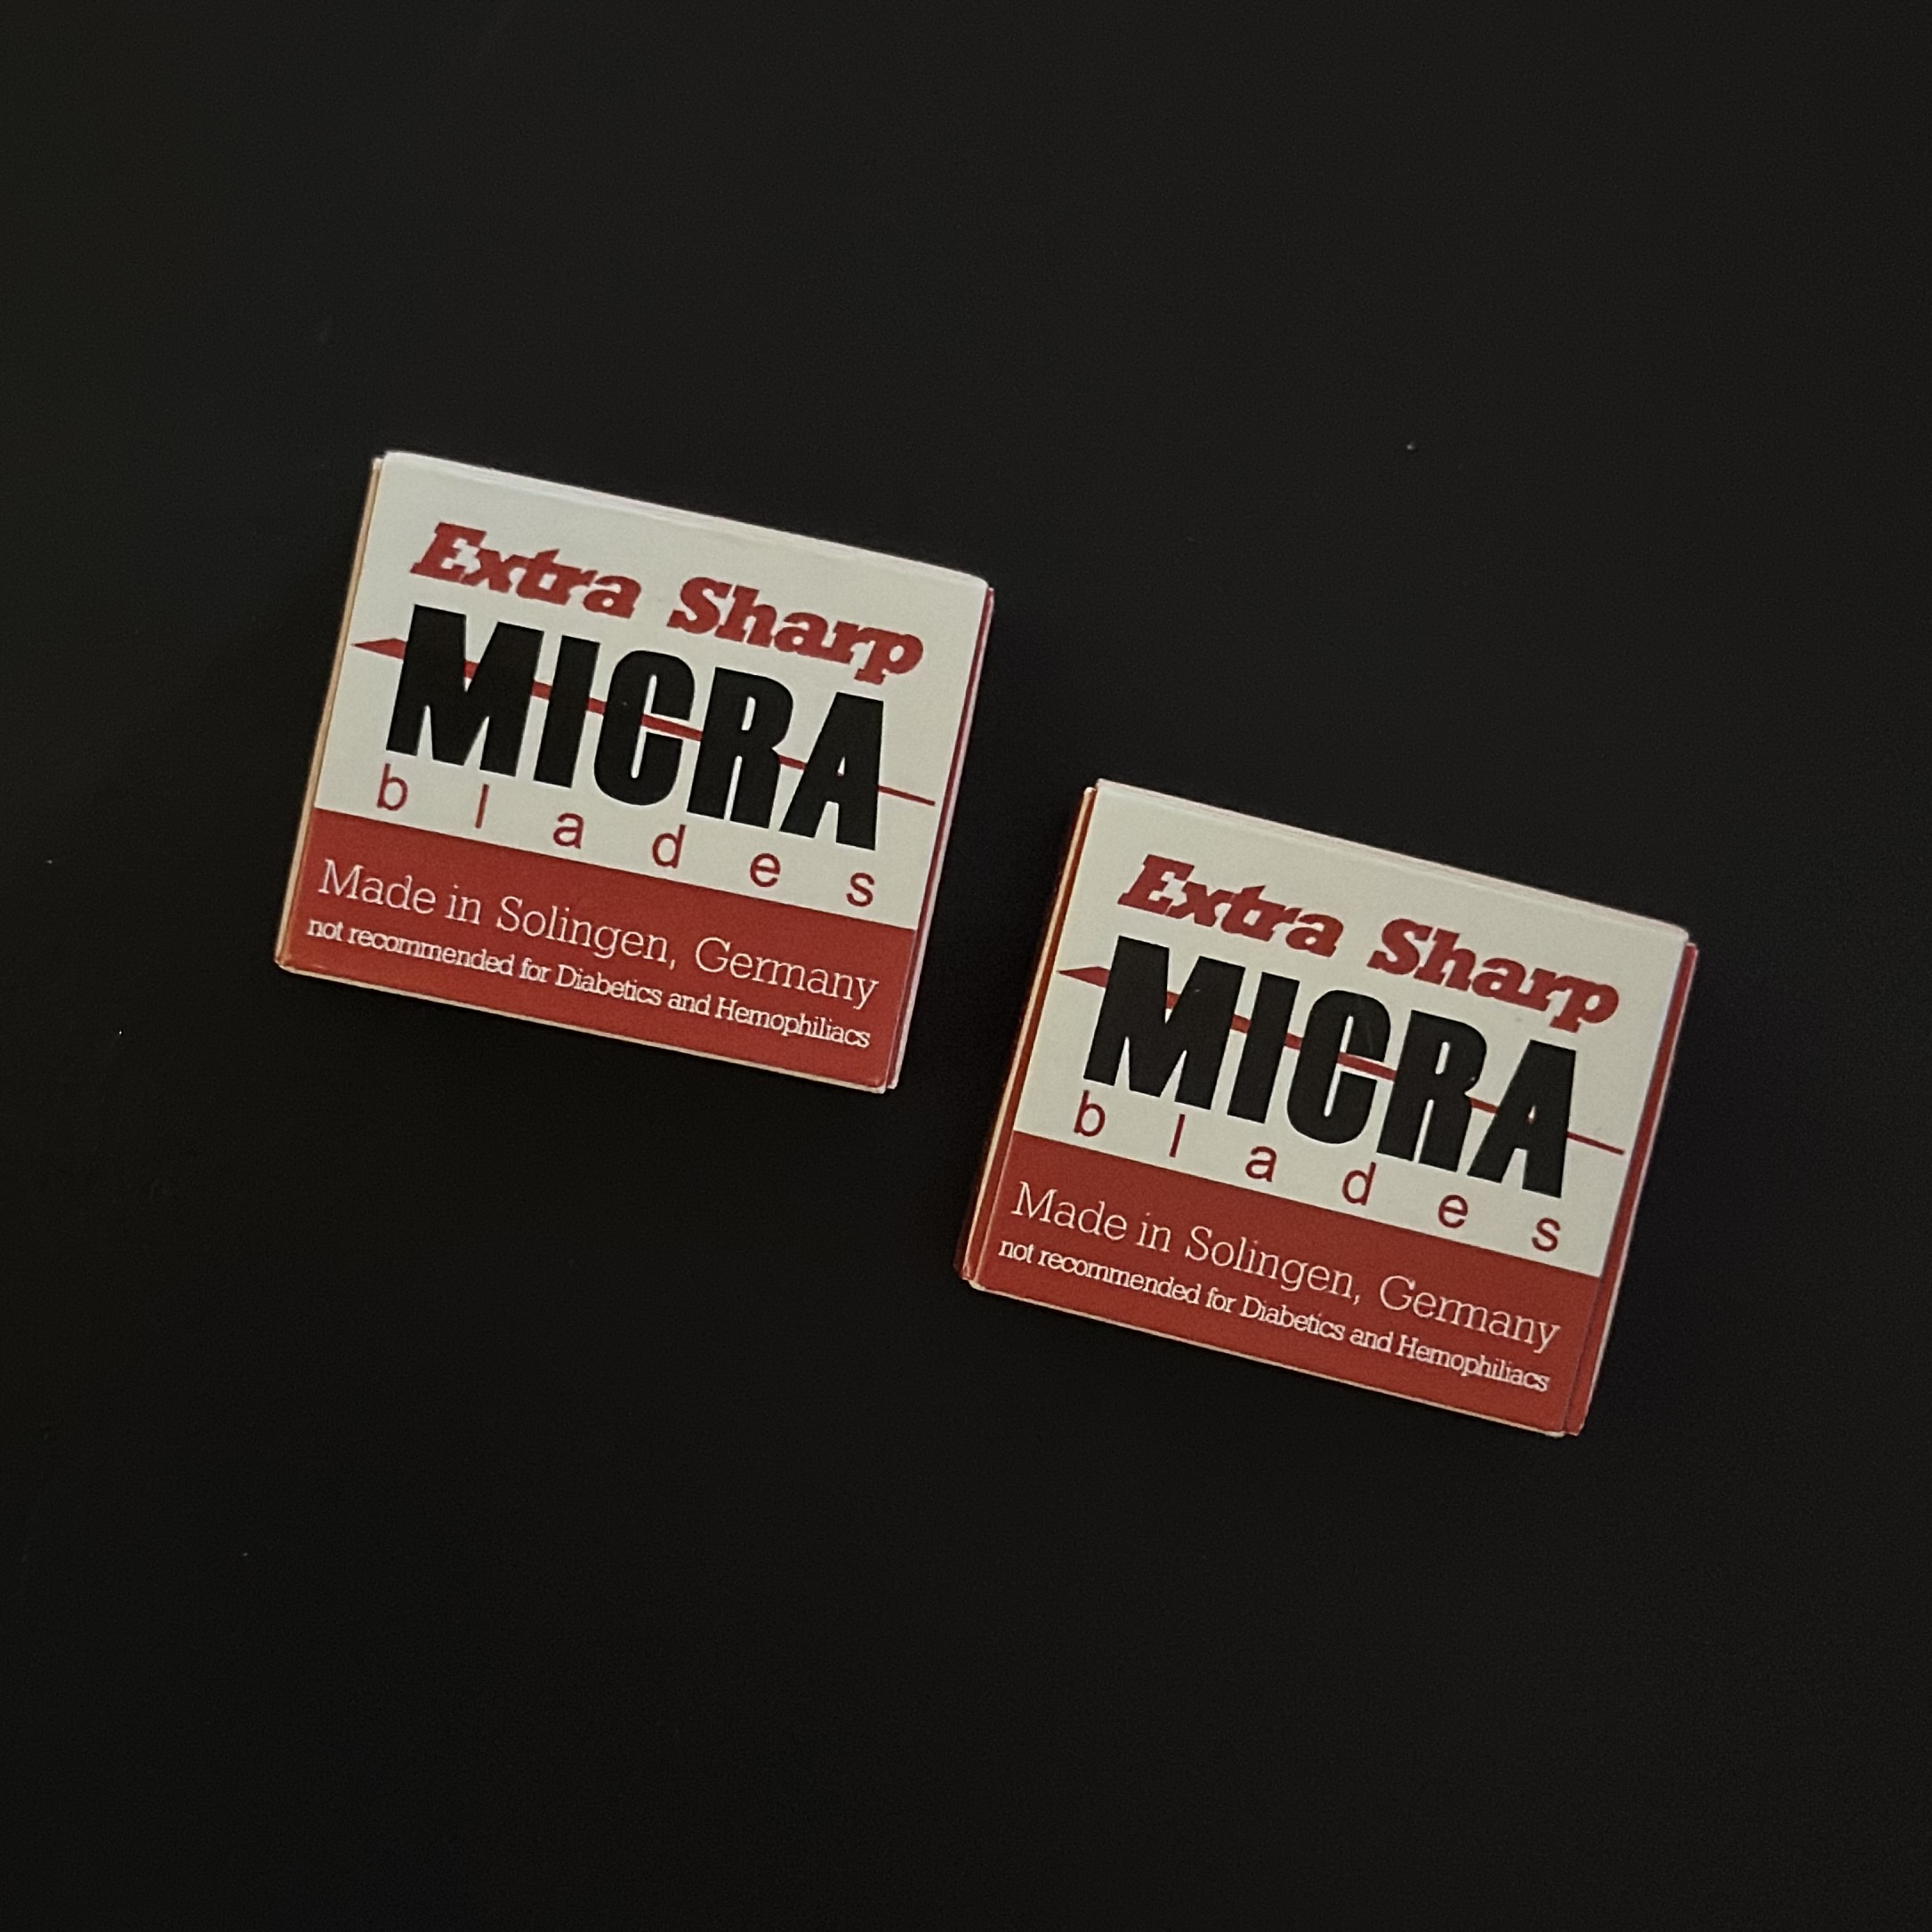 Extra Sharp
MICRA
blades
Made in Solingen, Germany
not recommended for Diabetics and Hemophiliacs
Extra Sharp
MICRA
blades
Made in Solingen, Germany
not recommended for Diabetics and Hemophiliacs